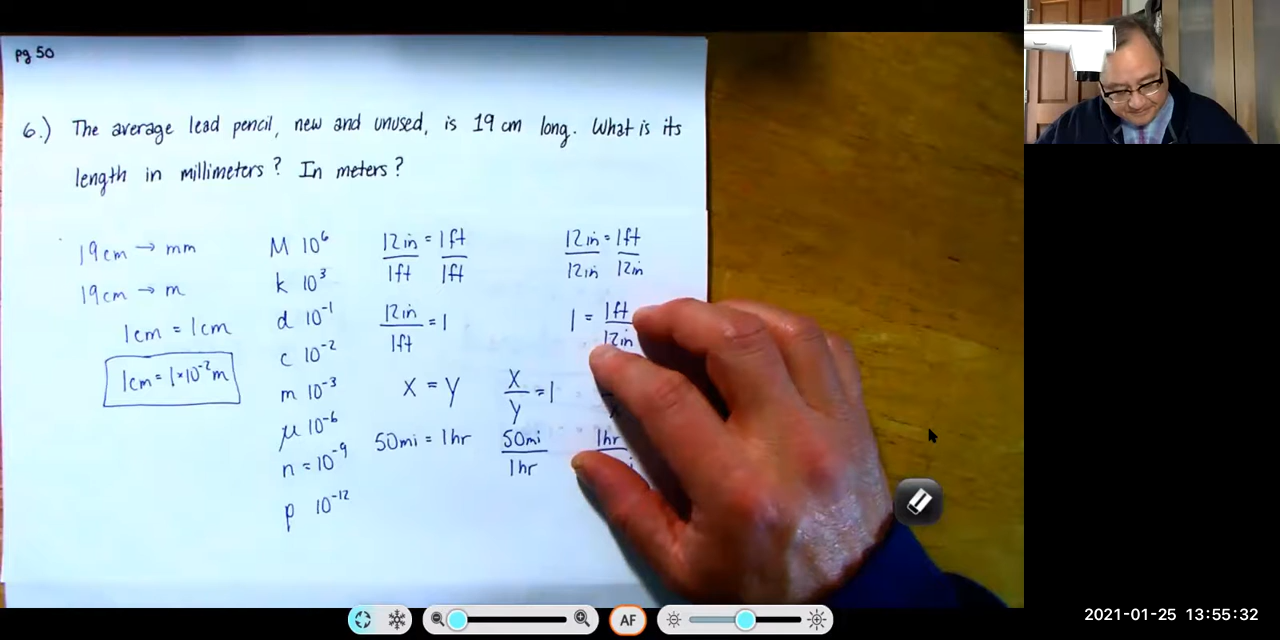 pg 50
6.) The average lead pencil, new and unused, is 19 cm long. What is its
length in millimeters? In meters?
19cm → mm
19cm → m
1cm = 1cm
1cm = 1×10⁻²m
M 10⁶
k 10³
d 10⁻¹
c 10⁻²
m 10⁻³
μ 10⁻⁶
n = 10⁻⁹
p 10⁻¹²
12in = 1ft
1ft 1ft
12in = 1
1ft
X = Y
X = 1
Y
50mi = 1hr
50mi
1hr
12in = 1ft
12in 12in
1 = 1ft
12in
1hr
AF
2021-01-25 13:55:32